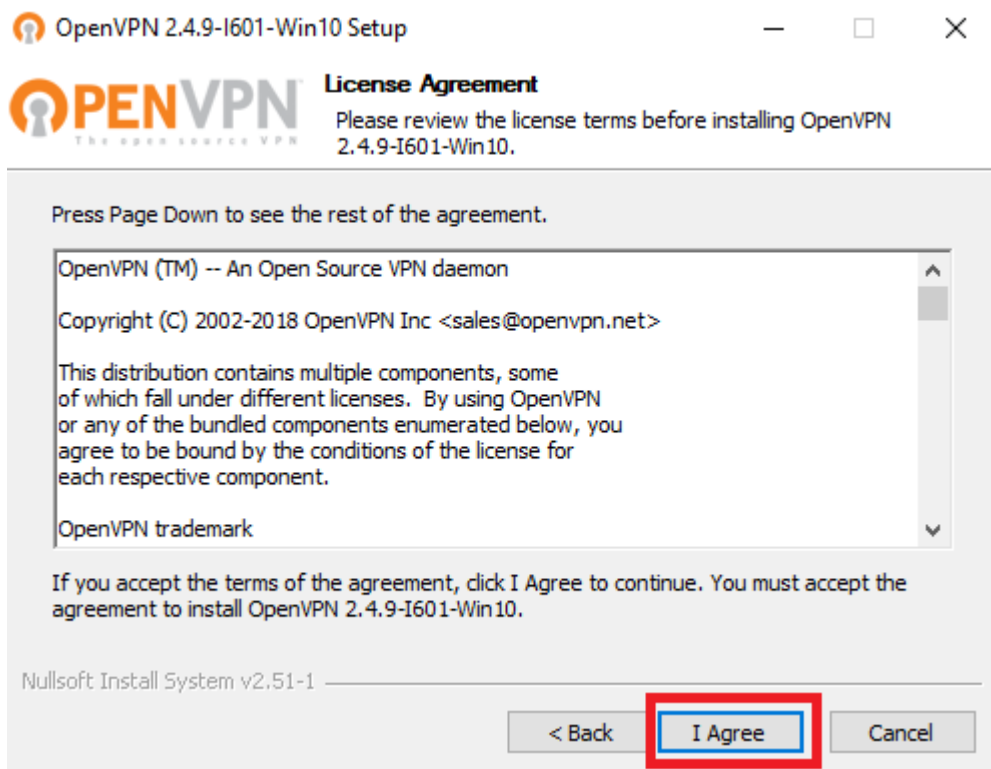 OpenVPN 2.4.9-I601-Win10 Setup
OPENVPN
The open source VPN
License Agreement
Please review the license terms before installing OpenVPN
2.4.9-I601-Win10.
Press Page Down to see the rest of the agreement.
OpenVPN (TM) -- An Open Source VPN daemon
Copyright (C) 2002-2018 OpenVPN Inc <sales@openvpn.net>
This distribution contains multiple components, some
of which fall under different licenses.  By using OpenVPN
or any of the bundled components enumerated below, you
agree to be bound by the conditions of the license for
each respective component.
OpenVPN trademark
If you accept the terms of the agreement, click I Agree to continue. You must accept the
agreement to install OpenVPN 2.4.9-I601-Win10.
Nullsoft Install System v2.51-1
< Back
I Agree
Cancel